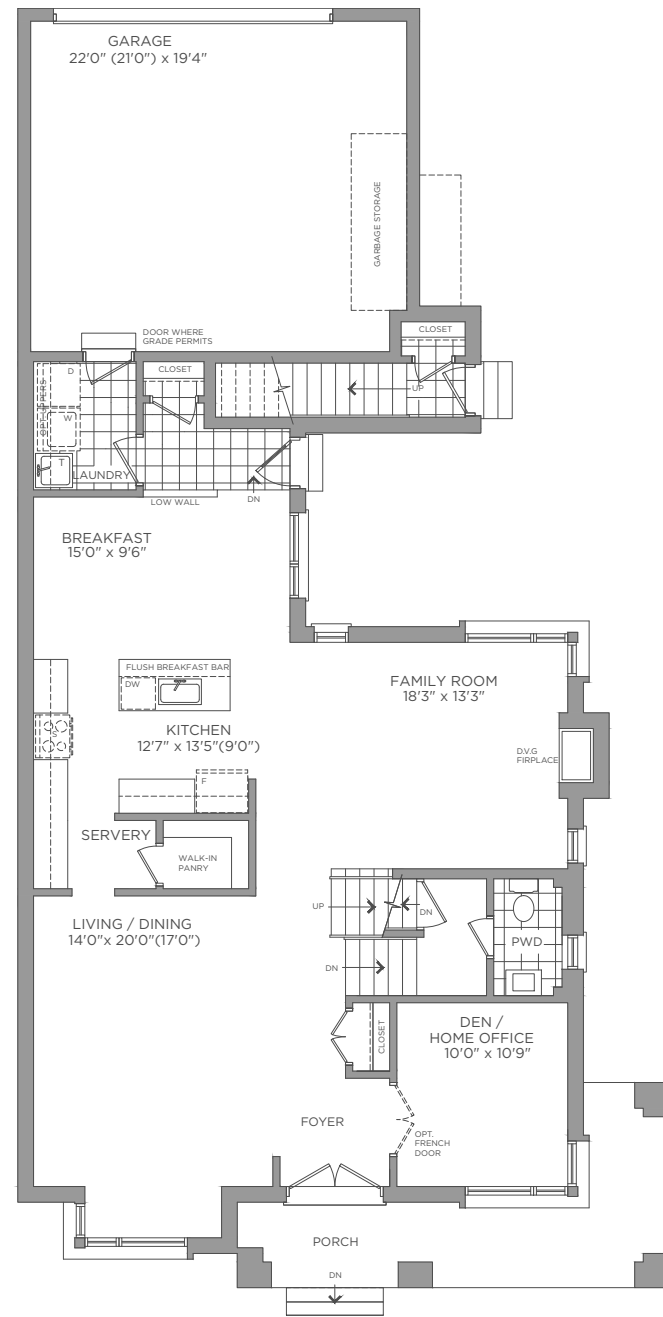 GARAGE
22'0" (21'0") x 19'4"
GARBAGE STORAGE
DOOR WHERE
GRADE PERMITS
CLOSET
CLOSET
UP
D
W
T
LAUNDRY
LOW WALL
DN
BREAKFAST
15'0" x 9'6"
FLUSH BREAKFAST BAR
DW
FAMILY ROOM
18'3" x 13'3"
S
KITCHEN
12'7" x 13'5"(9'0")
D.V.G
FIRPLACE
F
SERVERY
WALK-IN
PANRY
UP
DN
LIVING / DINING
14'0"x 20'0"(17'0")
PWD
DN
CLOSET
DEN /
HOME OFFICE
10'0" x 10'9"
FOYER
OPT.
FRENCH
DOOR
PORCH
DN